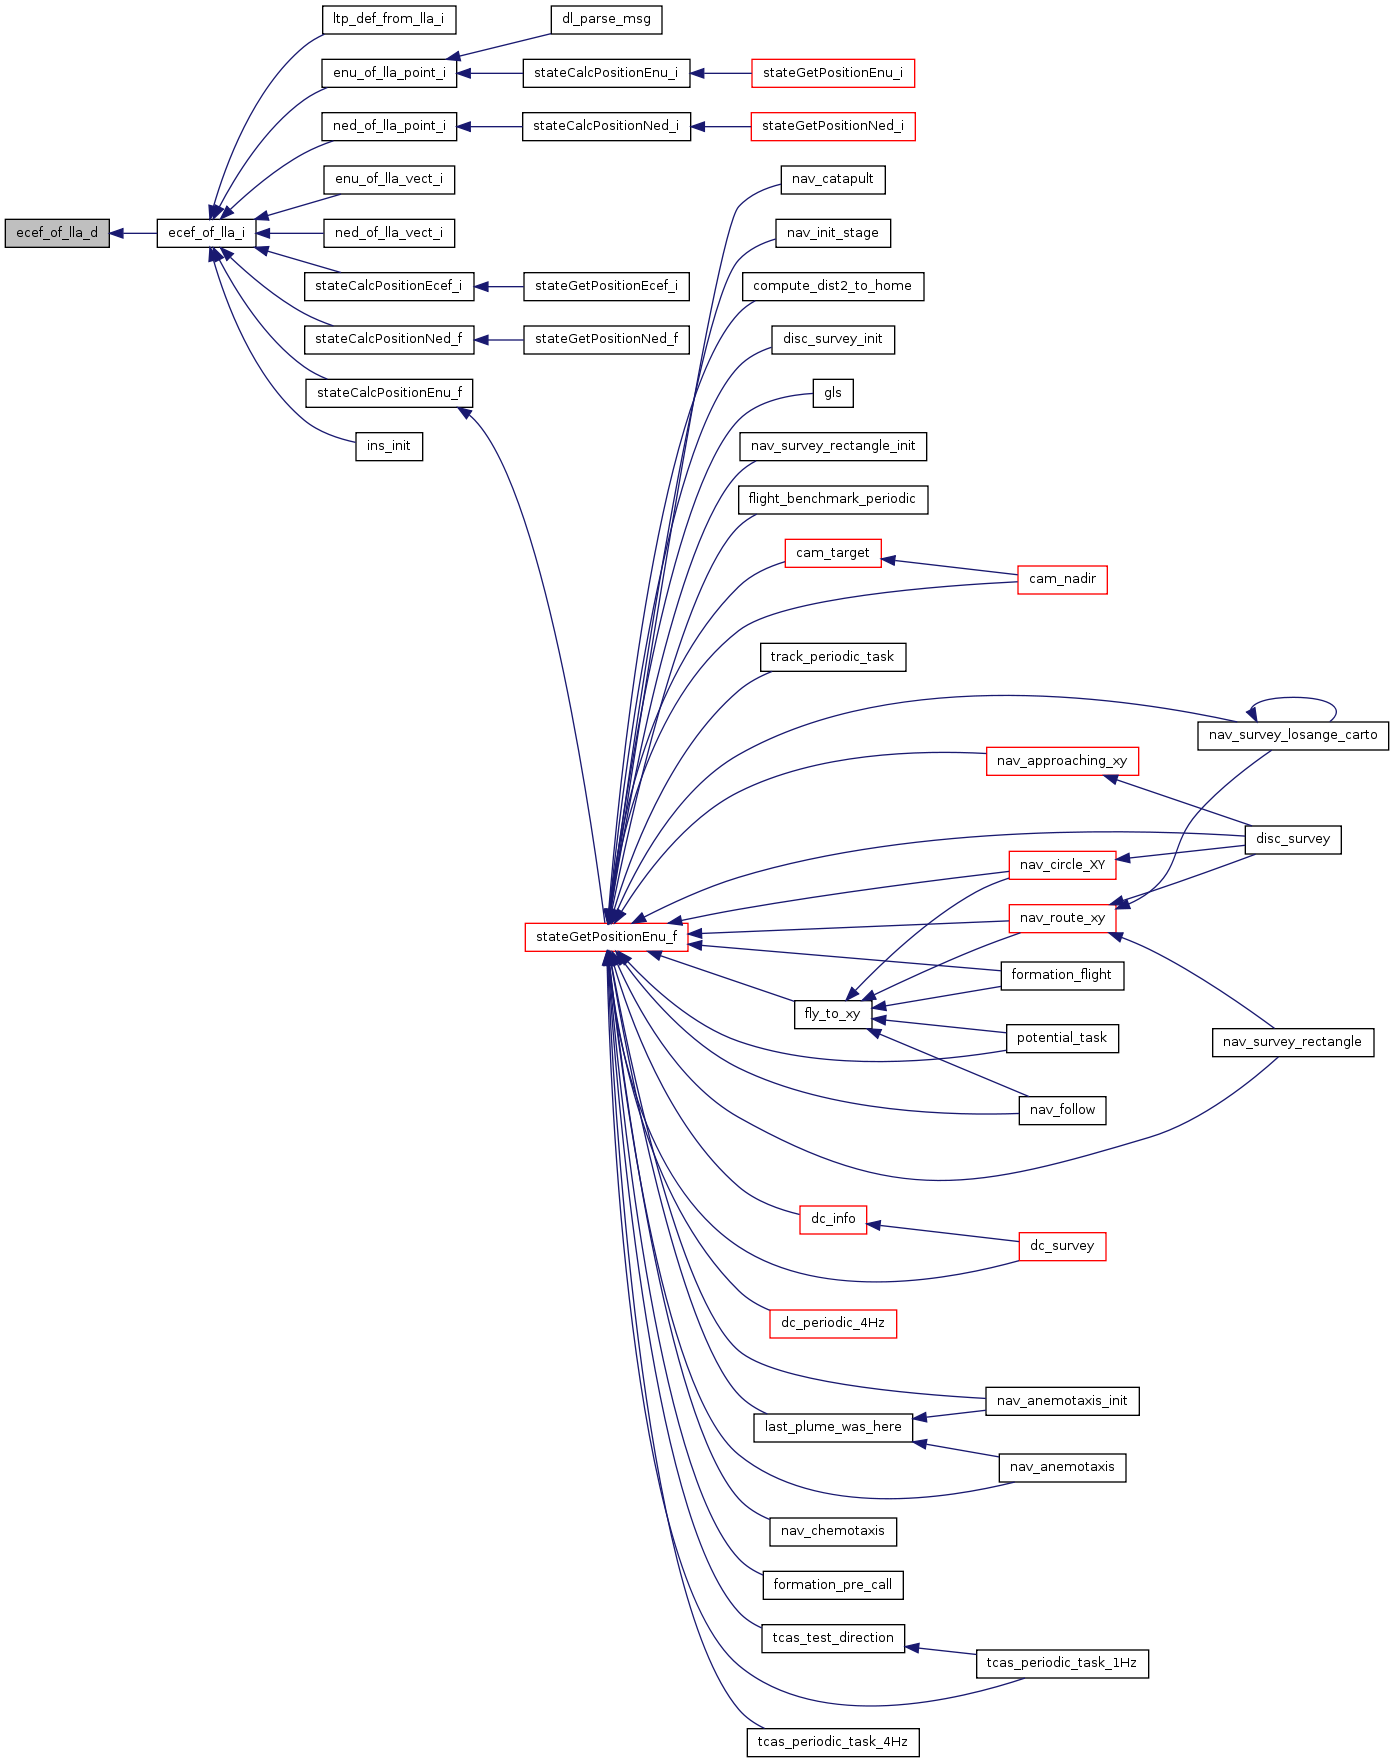 ltp_def_from_lla_i
dl_parse_msg
enu_of_lla_point_i
stateCalcPositionEnu_i
stateGetPositionEnu_i
ned_of_lla_point_i
stateCalcPositionNed_i
stateGetPositionNed_i
enu_of_lla_vect_i
nav_catapult
ecef_of_lla_d
ecef_of_lla_i
ned_of_lla_vect_i
nav_init_stage
stateCalcPositionEcef_i
stateGetPositionEcef_i
compute_dist2_to_home
stateCalcPositionNed_f
stateGetPositionNed_f
disc_survey_init
stateCalcPositionEnu_f
gls
ins_init
nav_survey_rectangle_init
flight_benchmark_periodic
cam_target
cam_nadir
track_periodic_task
nav_survey_losange_carto
nav_approaching_xy
disc_survey
nav_circle_XY
nav_route_xy
stateGetPositionEnu_f
formation_flight
fly_to_xy
potential_task
nav_survey_rectangle
nav_follow
dc_info
dc_survey
dc_periodic_4Hz
nav_anemotaxis_init
last_plume_was_here
nav_anemotaxis
nav_chemotaxis
formation_pre_call
tcas_test_direction
tcas_periodic_task_1Hz
tcas_periodic_task_4Hz